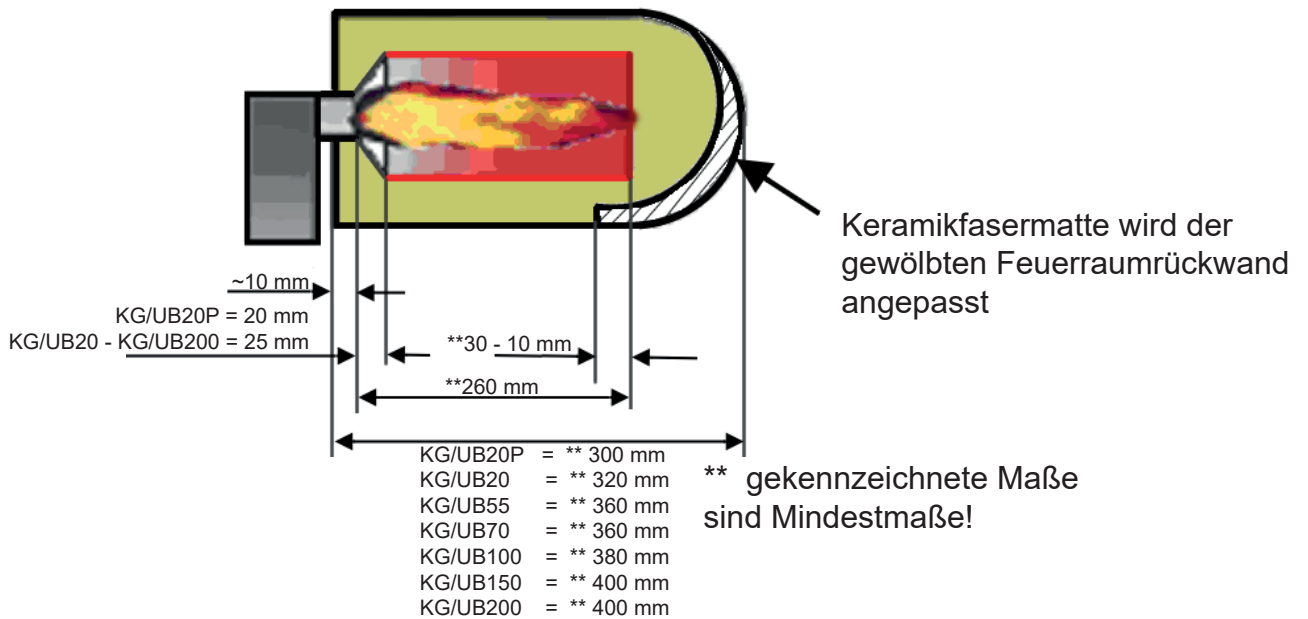 Keramikfasermatte wird der
gewölbten Feuerraumrückwand
angepasst
~10 mm
KG/UB20P = 20 mm
KG/UB20 - KG/UB200 = 25 mm
**30 - 10 mm
**260 mm
KG/UB20P = ** 300 mm
KG/UB20 = ** 320 mm
KG/UB55 = ** 360 mm
KG/UB70 = ** 360 mm
KG/UB100 = ** 380 mm
KG/UB150 = ** 400 mm
KG/UB200 = ** 400 mm
** gekennzeichnete Maße
sind Mindestmaße!